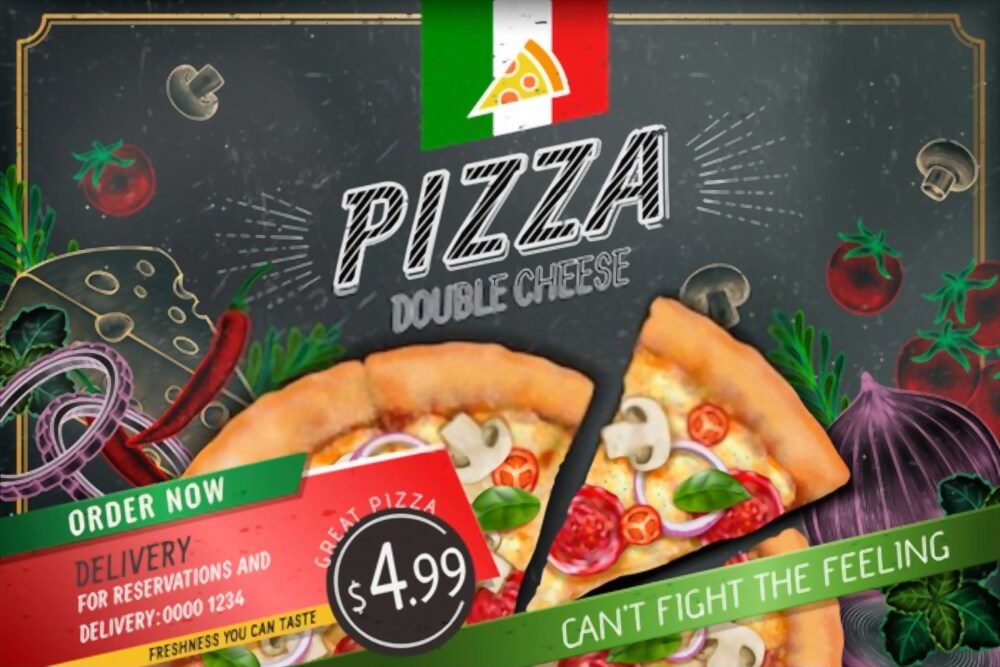 PIZZA
DOUBLE CHEESE
ORDER NOW
DELIVERY
FOR RESERVATIONS AND
DELIVERY:0000 1234
FRESHNESS YOU CAN TASTE
GREAT PIZZA
$4.99
CAN'T FIGHT THE FEELING